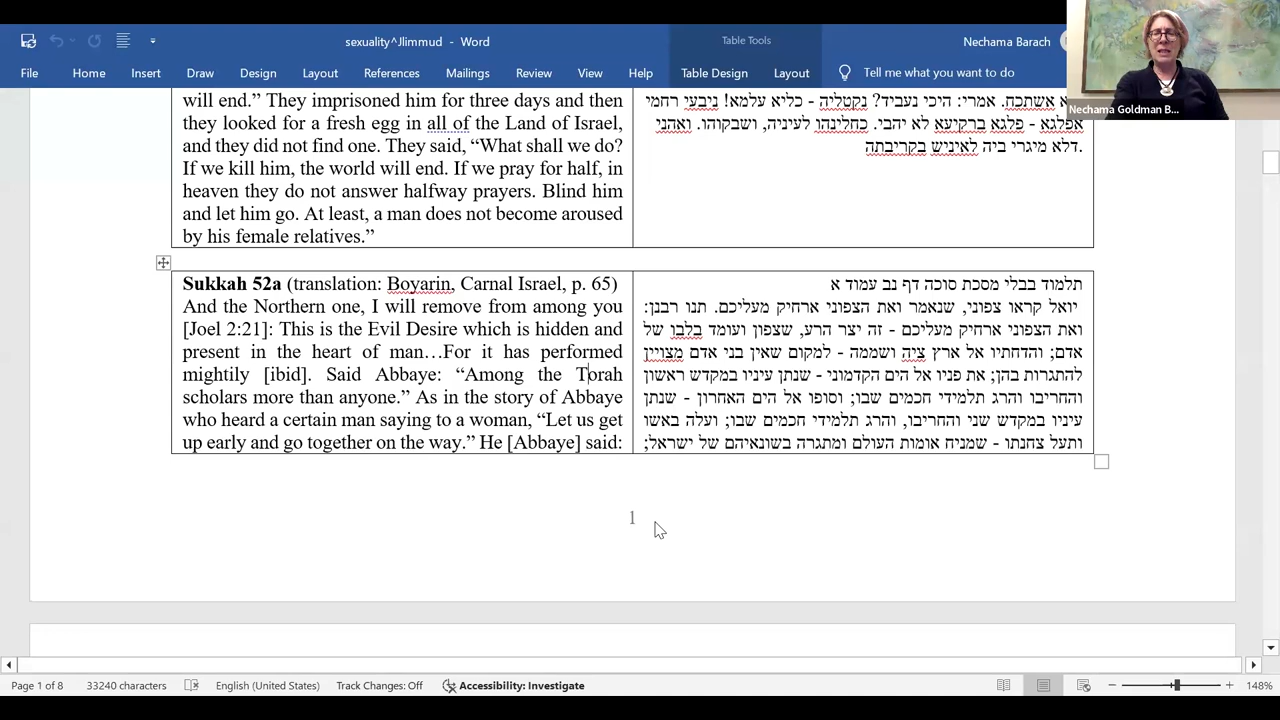 sexuality^Jlimmud - Word
Table Tools
Nechama Barach
File Home Insert Draw Design Layout References Mailings Review View Help Table Design Layout Tell me what you want to do
Nechama Goldman B...
will end.” They imprisoned him for three days and then
they looked for a fresh egg in all of the Land of Israel,
and they did not find one. They said, “What shall we do?
If we kill him, the world will end. If we pray for half, in
heaven they do not answer halfway prayers. Blind him
and let him go. At least, a man does not become aroused
by his female relatives.”
אשתכח. אמרי: היכי נעביד? נקטליה - כליא עלמא! ניבעי רחמי
אפלגא - פלגא ברקיעא לא יהבי. כחלינהו לעיניה, ושבקוהו. ואהני
דלא מיגרי ביה לאיניש בקריבתה.
Sukkah 52a (translation: Boyarin, Carnal Israel, p. 65)
And the Northern one, I will remove from among you
[Joel 2:21]: This is the Evil Desire which is hidden and
present in the heart of man…For it has performed
mightily [ibid]. Said Abbaye: “Among the Torah
scholars more than anyone.” As in the story of Abbaye
who heard a certain man saying to a woman, “Let us get
up early and go together on the way.” He [Abbaye] said:
תלמוד בבלי מסכת סוכה דף נב עמוד א
יואל קראו צפוני, שנאמר ואת הצפוני ארחיק מעליכם. תנו רבנן:
ואת הצפוני ארחיק מעליכם - זה יצר הרע, שצפון ועומד בלבו של
אדם; והדחתיו אל ארץ ציה ושממה - למקום שאין בני אדם מצויין
להתגרות בהן; את פניו אל הים הקדמוני - שנתן עיניו במקדש ראשון
והחריבו והרג תלמידי חכמים שבו; וסופו אל הים האחרון - שנתן
עיניו במקדש שני והחריבו, והרג תלמידי חכמים שבו; ועלה באשו
ותעל צחנתו - שמניח אומות העולם ומתגרה בשונאיהם של ישראל;
1
Page 1 of 8 33240 characters English (United States) Track Changes: Off Accessibility: Investigate 148%